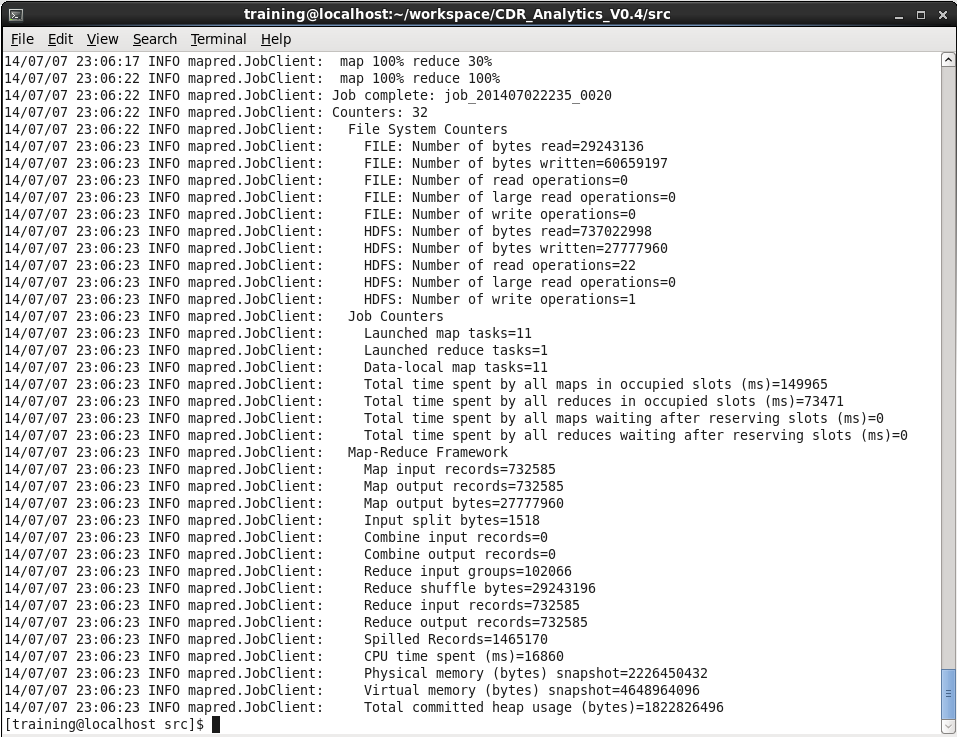 training@localhost:~/workspace/CDR_Analytics_V0.4/src
File Edit View Search Terminal Help
14/07/07 23:06:17 INFO mapred.JobClient:  map 100% reduce 30%
14/07/07 23:06:22 INFO mapred.JobClient:  map 100% reduce 100%
14/07/07 23:06:22 INFO mapred.JobClient: Job complete: job_201407022235_0020
14/07/07 23:06:22 INFO mapred.JobClient: Counters: 32
14/07/07 23:06:22 INFO mapred.JobClient:   File System Counters
14/07/07 23:06:23 INFO mapred.JobClient:     FILE: Number of bytes read=29243136
14/07/07 23:06:23 INFO mapred.JobClient:     FILE: Number of bytes written=60659197
14/07/07 23:06:23 INFO mapred.JobClient:     FILE: Number of read operations=0
14/07/07 23:06:23 INFO mapred.JobClient:     FILE: Number of large read operations=0
14/07/07 23:06:23 INFO mapred.JobClient:     FILE: Number of write operations=0
14/07/07 23:06:23 INFO mapred.JobClient:     HDFS: Number of bytes read=737022998
14/07/07 23:06:23 INFO mapred.JobClient:     HDFS: Number of bytes written=27777960
14/07/07 23:06:23 INFO mapred.JobClient:     HDFS: Number of read operations=22
14/07/07 23:06:23 INFO mapred.JobClient:     HDFS: Number of large read operations=0
14/07/07 23:06:23 INFO mapred.JobClient:     HDFS: Number of write operations=1
14/07/07 23:06:23 INFO mapred.JobClient:   Job Counters
14/07/07 23:06:23 INFO mapred.JobClient:     Launched map tasks=11
14/07/07 23:06:23 INFO mapred.JobClient:     Launched reduce tasks=1
14/07/07 23:06:23 INFO mapred.JobClient:     Data-local map tasks=11
14/07/07 23:06:23 INFO mapred.JobClient:     Total time spent by all maps in occupied slots (ms)=149965
14/07/07 23:06:23 INFO mapred.JobClient:     Total time spent by all reduces in occupied slots (ms)=73471
14/07/07 23:06:23 INFO mapred.JobClient:     Total time spent by all maps waiting after reserving slots (ms)=0
14/07/07 23:06:23 INFO mapred.JobClient:     Total time spent by all reduces waiting after reserving slots (ms)=0
14/07/07 23:06:23 INFO mapred.JobClient:   Map-Reduce Framework
14/07/07 23:06:23 INFO mapred.JobClient:     Map input records=732585
14/07/07 23:06:23 INFO mapred.JobClient:     Map output records=732585
14/07/07 23:06:23 INFO mapred.JobClient:     Map output bytes=27777960
14/07/07 23:06:23 INFO mapred.JobClient:     Input split bytes=1518
14/07/07 23:06:23 INFO mapred.JobClient:     Combine input records=0
14/07/07 23:06:23 INFO mapred.JobClient:     Combine output records=0
14/07/07 23:06:23 INFO mapred.JobClient:     Reduce input groups=102066
14/07/07 23:06:23 INFO mapred.JobClient:     Reduce shuffle bytes=29243196
14/07/07 23:06:23 INFO mapred.JobClient:     Reduce input records=732585
14/07/07 23:06:23 INFO mapred.JobClient:     Reduce output records=732585
14/07/07 23:06:23 INFO mapred.JobClient:     Spilled Records=1465170
14/07/07 23:06:23 INFO mapred.JobClient:     CPU time spent (ms)=16860
14/07/07 23:06:23 INFO mapred.JobClient:     Physical memory (bytes) snapshot=2226450432
14/07/07 23:06:23 INFO mapred.JobClient:     Virtual memory (bytes) snapshot=4648964096
14/07/07 23:06:23 INFO mapred.JobClient:     Total committed heap usage (bytes)=1822826496
[training@localhost src]$